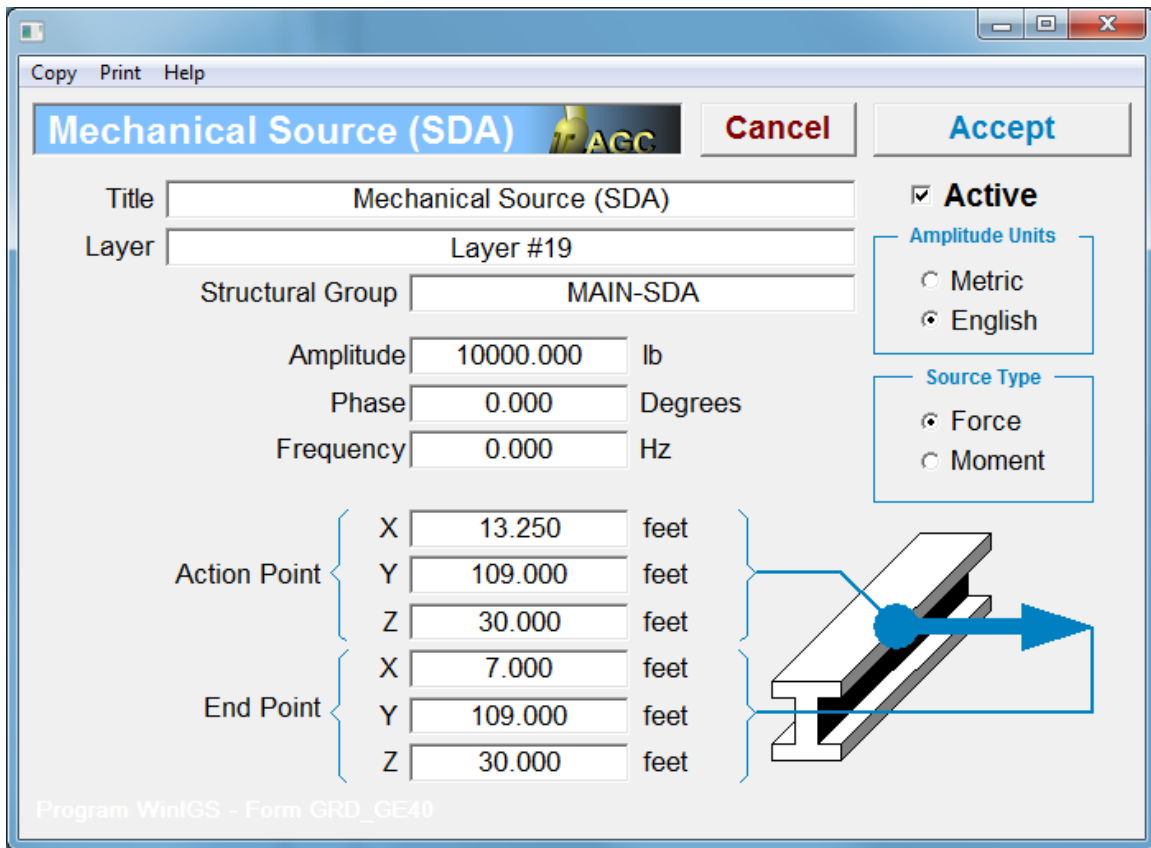 Copy Print Help
Mechanical Source (SDA) AGC Cancel Accept
Title Mechanical Source (SDA) Active
Layer Layer #19 Amplitude Units
Structural Group MAIN-SDA Metric
English
Amplitude 10000.000 lb
Source Type
Phase 0.000 Degrees
Force
Frequency 0.000 Hz
Moment
X 13.250 feet
Action Point Y 109.000 feet
Z 30.000 feet
X 7.000 feet
End Point Y 109.000 feet
Z 30.000 feet
Program WinIGS - Form GRD_GE40